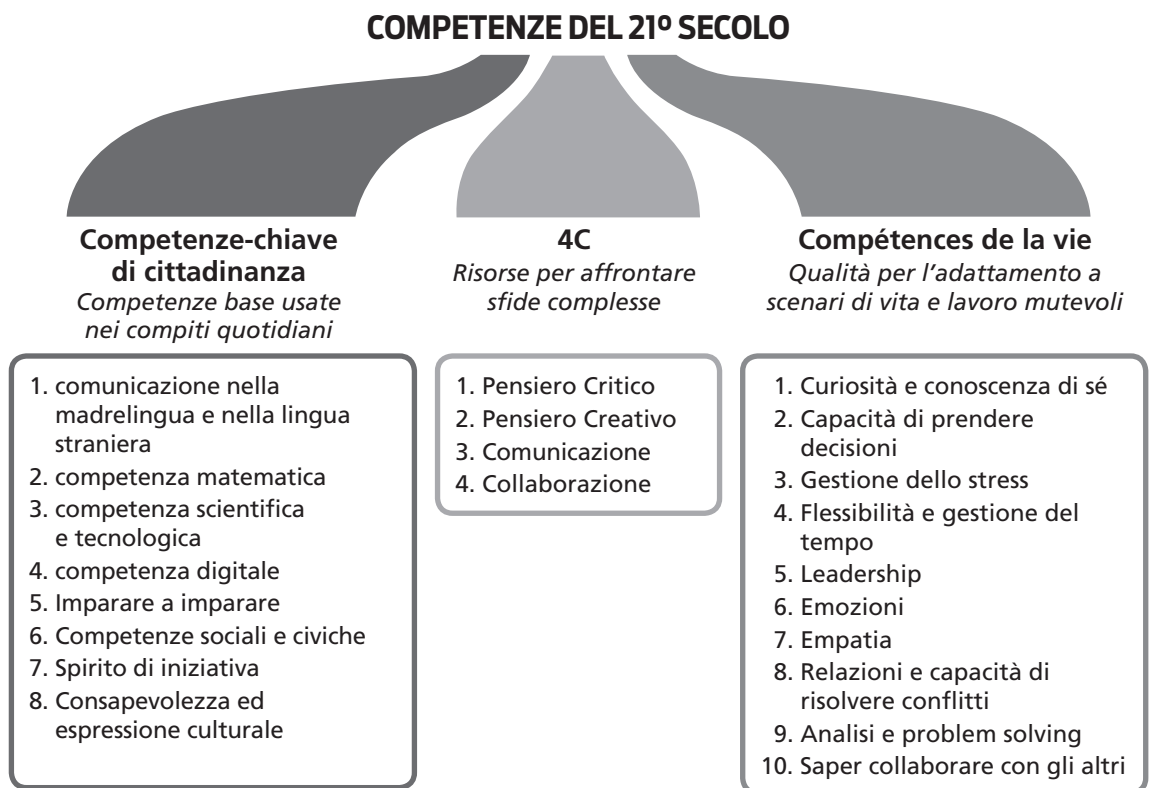 COMPETENZE DEL 21º SECOLO
Competenze-chiave
di cittadinanza
Competenze base usate
nei compiti quotidiani
1. comunicazione nella
madrelingua e nella lingua
straniera
2. competenza matematica
3. competenza scientifica
e tecnologica
4. competenza digitale
5. Imparare a imparare
6. Competenze sociali e civiche
7. Spirito di iniziativa
8. Consapevolezza ed
espressione culturale
4C
Risorse per affrontare
sfide complesse
1. Pensiero Critico
2. Pensiero Creativo
3. Comunicazione
4. Collaborazione
Compétences de la vie
Qualità per l'adattamento a
scenari di vita e lavoro mutevoli
1. Curiosità e conoscenza di sé
2. Capacità di prendere
decisioni
3. Gestione dello stress
4. Flessibilità e gestione del
tempo
5. Leadership
6. Emozioni
7. Empatia
8. Relazioni e capacità di
risolvere conflitti
9. Analisi e problem solving
10. Saper collaborare con gli altri